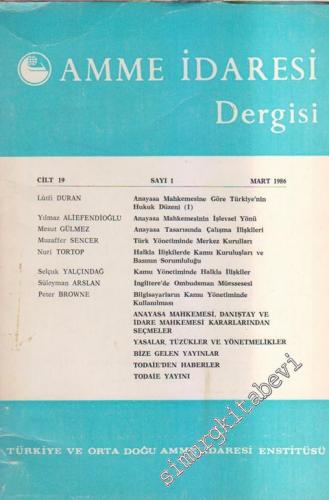 AMME İDARESİ
Dergisi
CİLT 19 SAYI 1 MART 1986
Lûtfi DURAN Anayasa Mahkemesine Göre Türkiye'nin
Hukuk Düzeni (I)
Yılmaz ALİEFENDİOĞLU Anayasa Mahkemesinin İşlevsel Yönü
Mesut GÜLMEZ Anayasa Tasarısında Çalışma İlişkileri
Muzaffer SENCER Türk Yönetiminde Merkez Kurulları
Nuri TORTOP Halkla İlişkilerde Kamu Kuruluşları ve
Basının Sorumluluğu
Selçuk YALÇINDAĞ Kamu Yönetiminde Halkla İlişkiler
Süleyman ARSLAN İngiltere'de Ombudsman Müessesesi
Peter BROWNE Bilgisayarların Kamu Yönetiminde
Kullanılması
ANAYASA MAHKEMESİ, DANIŞTAY VE
İDARE MAHKEMESİ KARARLARINDAN
SEÇMELER
YASALAR, TÜZÜKLER VE YÖNETMELİKLER
BİZE GELEN YAYINLAR
TODAİE'DEN HABERLER
TODAİE YAYINI
TÜRKİYE VE ORTA DOĞU AMME İDARESİ ENSTİTÜSÜ
simurgkitabevi.com